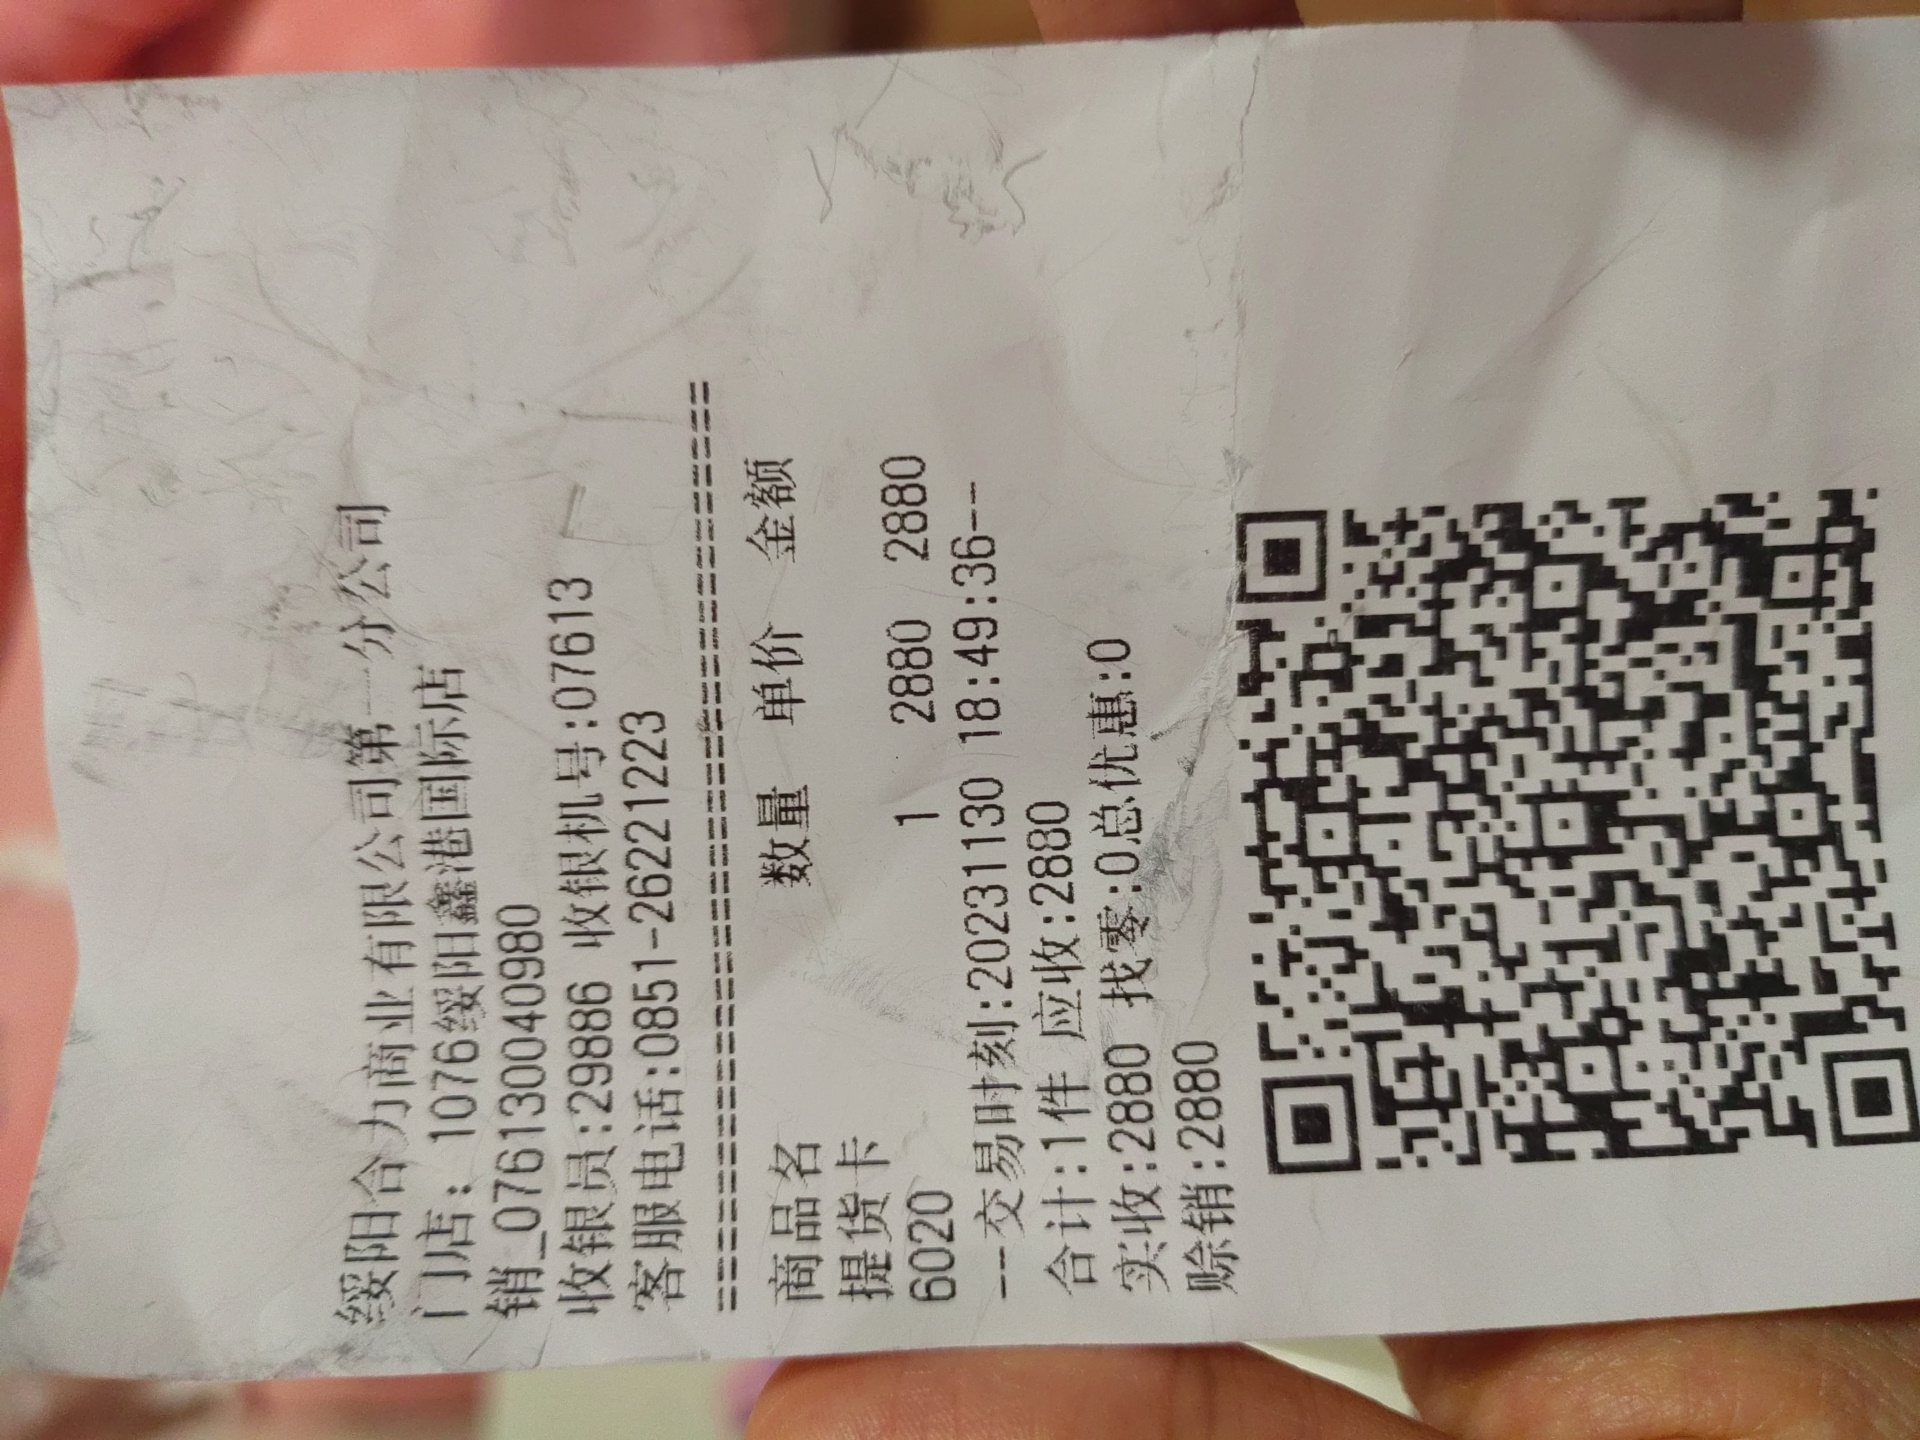 绥阳合力商业有限公司第一分公司
门店：1076绥阳鑫港国际店
销_076130040980
收银员:29886 收银机号:07613
客服电话:0851-26221223
==========================================
商品名 数量 单价 金额
提货卡
6020 1 2880 2880
--交易时刻:20231130 18:49:36--
合计:1件 应收:2880
实收:2880 找零:0总优惠:0
赊销:2880